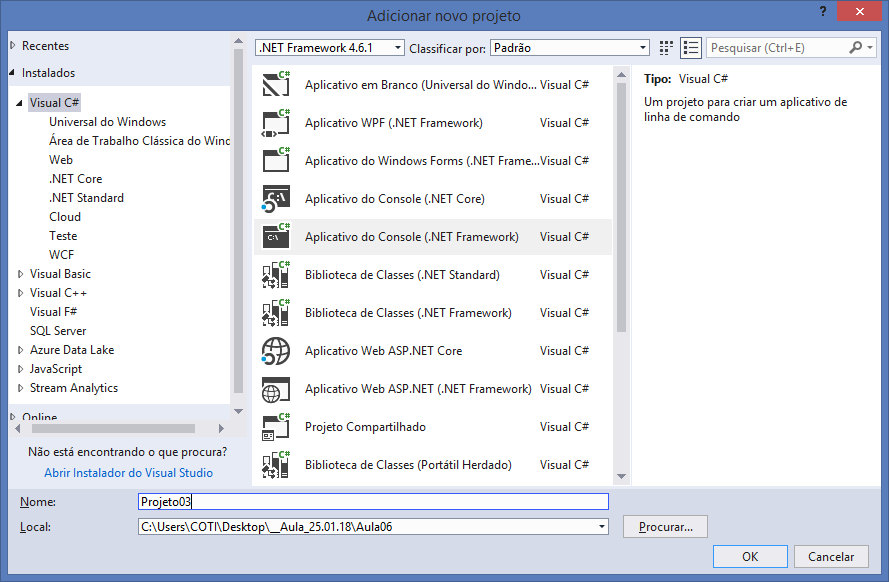 Adicionar novo projeto
?
Recentes
Instalados
Visual C#
Universal do Windows
Área de Trabalho Clássica do Wind
Web
.NET Core
.NET Standard
Cloud
Teste
WCF
Visual Basic
Visual C++
Visual F#
SQL Server
Azure Data Lake
JavaScript
Stream Analytics
Online
Não está encontrando o que procura?
Abrir Instalador do Visual Studio
.NET Framework 4.6.1 Classificar por: Padrão
Pesquisar (Ctrl+E)
Aplicativo em Branco (Universal do Windo... Visual C#
Aplicativo WPF (.NET Framework) Visual C#
Aplicativo do Windows Forms (.NET Frame... Visual C#
Aplicativo do Console (.NET Core) Visual C#
Aplicativo do Console (.NET Framework) Visual C#
Biblioteca de Classes (.NET Standard) Visual C#
Biblioteca de Classes (.NET Framework) Visual C#
Aplicativo Web ASP.NET Core Visual C#
Aplicativo Web ASP.NET (.NET Framework) Visual C#
Projeto Compartilhado Visual C#
Biblioteca de Classes (Portátil Herdado) Visual C#
Tipo: Visual C#
Um projeto para criar um aplicativo de
linha de comando
Nome: Projeto03
Local: C:\Users\COTI\Desktop\__Aula_25.01.18\Aula06
Procurar...
OK Cancelar